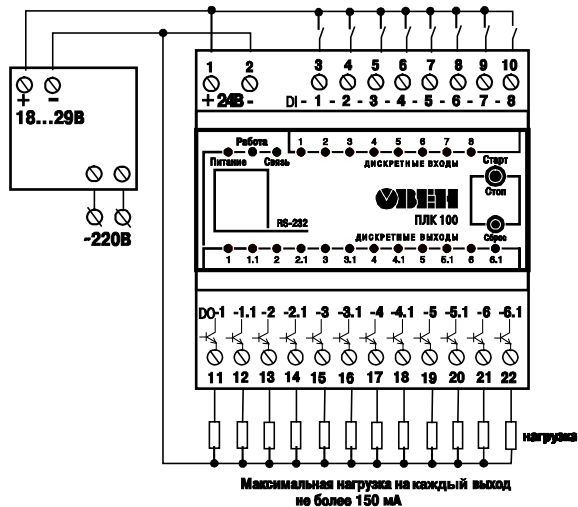 1 2 3 4 5 6 7 8 9 10
+ 24В - DI - 1 - 2 - 3 - 4 - 5 - 6 - 7 - 8
+ -
18...29В
~220В
Работа
Питание Связь
1 2 3 4 5 6 7 8
ДИСКРЕТНЫЕ ВХОДЫ
Старт
Стоп
ОВЕН
ПЛК 100
RS-232
ДИСКРЕТНЫЕ ВЫХОДЫ
Сброс
1 1.1 2 2.1 3 3.1 4 4.1 5 5.1 6 6.1
DO-1 -1.1 -2 -2.1 -3 -3.1 -4 -4.1 -5 -5.1 -6 -6.1
11 12 13 14 15 16 17 18 19 20 21 22
нагрузка
Максимальная нагрузка на каждый выход
не более 150 мА